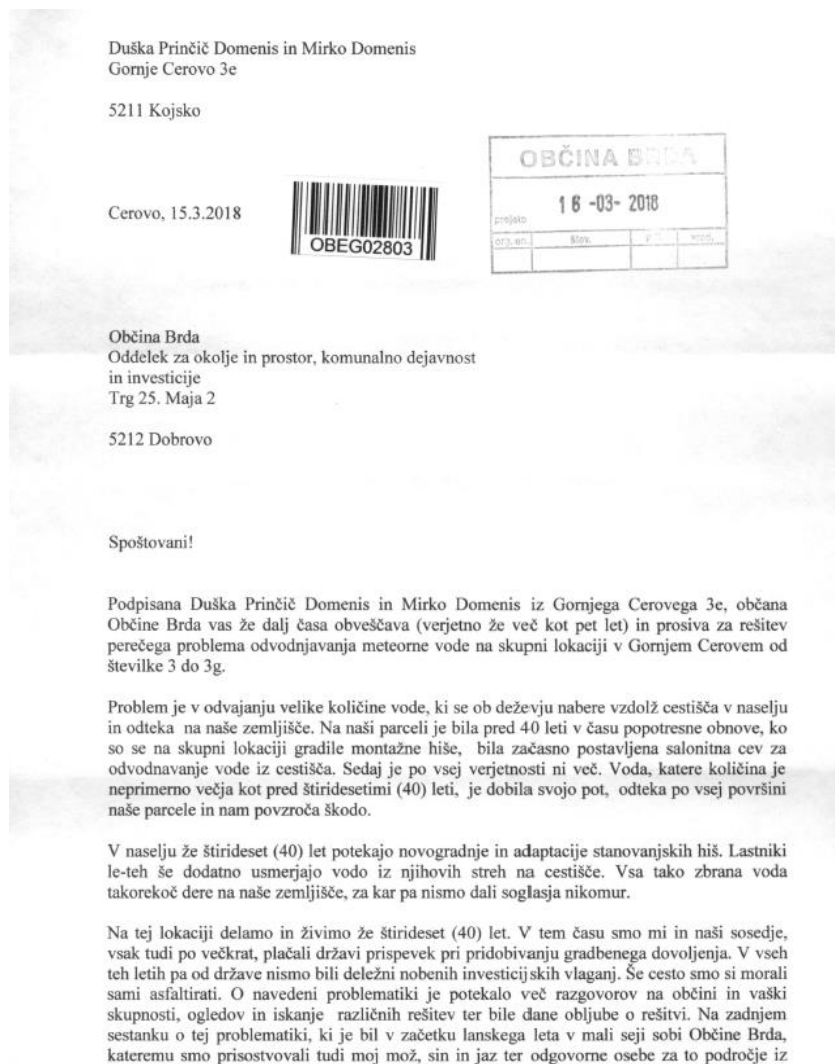 Duška Prinčič Domenis in Mirko Domenis
Gornje Cerovo 3e
5211 Kojsko
OBČINA BRDA
Cerovo, 15.3.2018
16 -03- 2018
prejeto
org. en.
Štev.
OBEG02803
Občina Brda
Oddelek za okolje in prostor, komunalno dejavnost
in investicije
Trg 25. Maja 2
5212 Dobrovo
Spoštovani!
Podpisana Duška Prinčič Domenis in Mirko Domenis iz Gornjega Cerovega 3e, občana
Občine Brda vas že dalj časa obveščava (verjetno že več kot pet let) in prosiva za rešitev
perečega problema odvodnjavanja meteorne vode na skupni lokaciji v Gornjem Cerovem od
številke 3 do 3g.
Problem je v odvajanju velike količine vode, ki se ob deževju nabere vzdolž cestišča v naselju
in odteka na naše zemljišče. Na naši parceli je bila pred 40 leti v času popotresne obnove, ko
so se na skupni lokaciji gradile montažne hiše, bila začasno postavljena salonitna cev za
odvodnavanje vode iz cestišča. Sedaj je po vsej verjetnosti ni več. Voda, katere količina je
neprimerno večja kot pred štiridesetimi (40) leti, je dobila svojo pot, odteka po vsej površini
naše parcele in nam povzroča škodo.
V naselju že štirideset (40) let potekajo novogradnje in adaptacije stanovanjskih hiš. Lastniki
le-teh še dodatno usmerjajo vodo iz njihovih streh na cestišče. Vsa tako zbrana voda
takorekoč dere na naše zemljišče, za kar pa nismo dali soglasja nikomur.
Na tej lokaciji delamo in živimo že štirideset (40) let. V tem času smo mi in naši sosedje,
vsak tudi po večkrat, plačali državi prispevek pri pridobivanju gradbenega dovoljenja. V vseh
teh letih pa od države nismo bili deležni nobenih investicijskih vlaganj. Še cesto smo si morali
sami asfaltirati. O navedeni problematiki je potekalo več razgovorov na občini in vaški
skupnosti, ogledov in iskanje različnih rešitev ter bile dane obljube o rešitvi. Na zadnjem
sestanku o tej problematiki, ki je bil v začetku lanskega leta v mali seji sobi Občine Brda,
kateremu smo prisostvovali tudi moj mož, sin in jaz ter odgovorne osebe za to področje iz